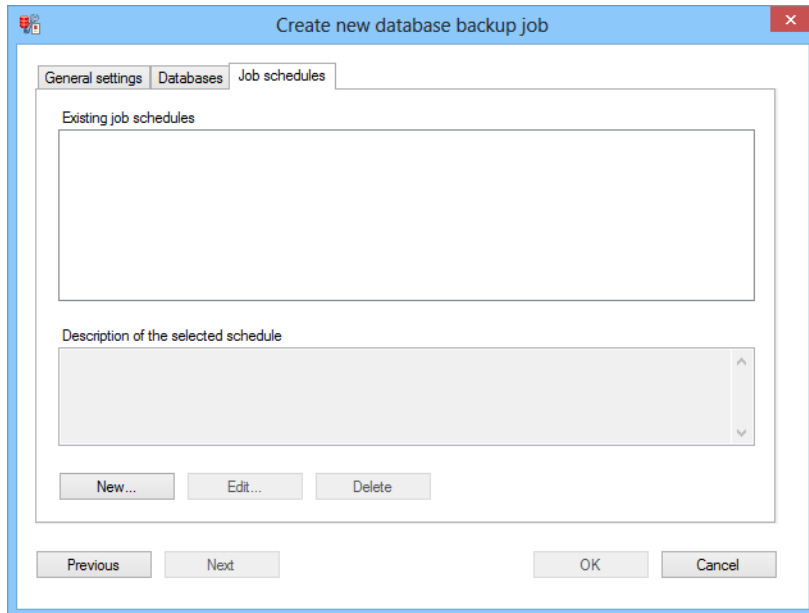 Create new database backup job
General settings Databases Job schedules
Existing job schedules
Description of the selected schedule
New... Edit... Delete
Previous Next OK Cancel